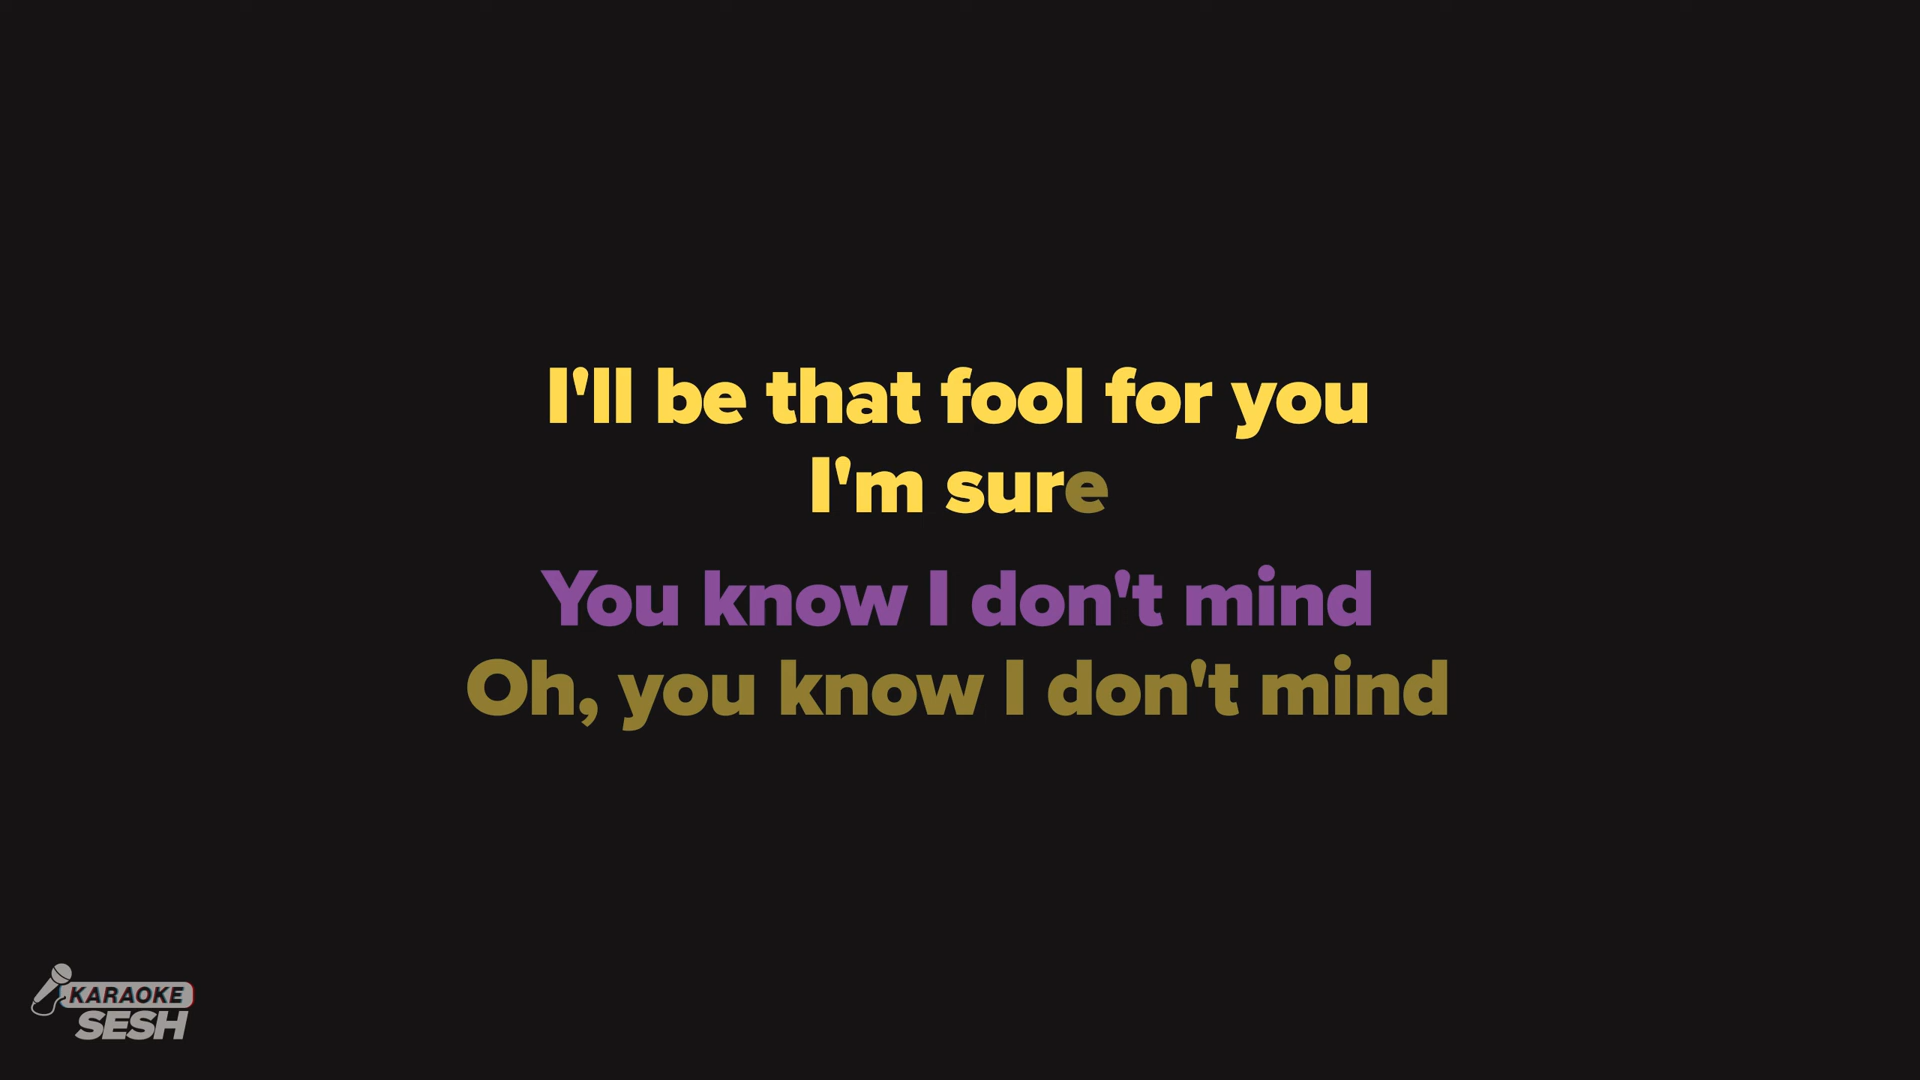 I'll be that fool for you
I'm sure
You know I don't mind
Oh, you know I don't mind
KARAOKE
SESH